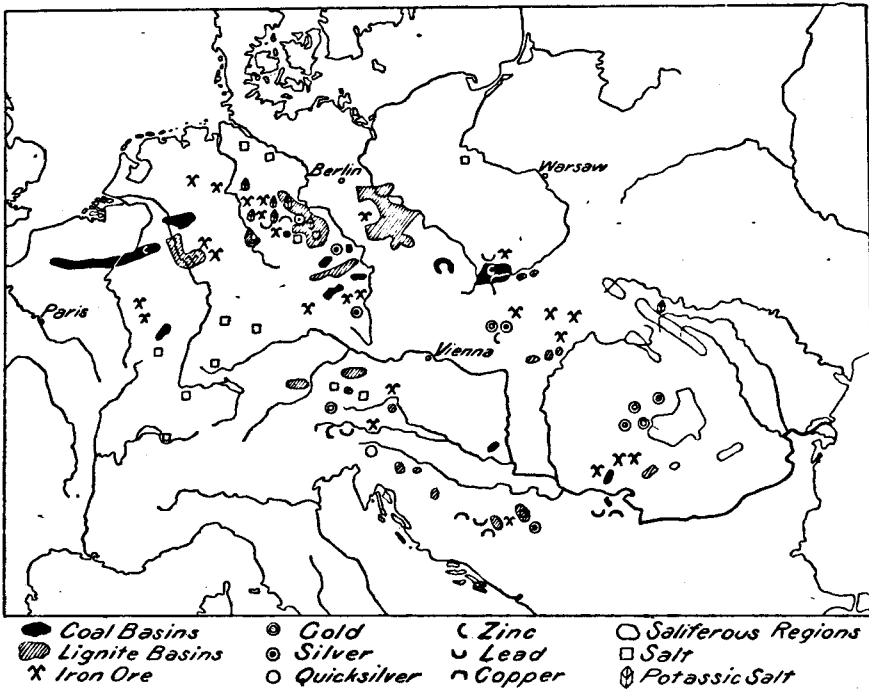 Berlin
Warsaw
Paris
Vienna
Coal Basins Gold Zinc Saliferous Regions
Lignite Basins Silver Lead Salt
Iron Ore Quicksilver Copper Potassic Salt